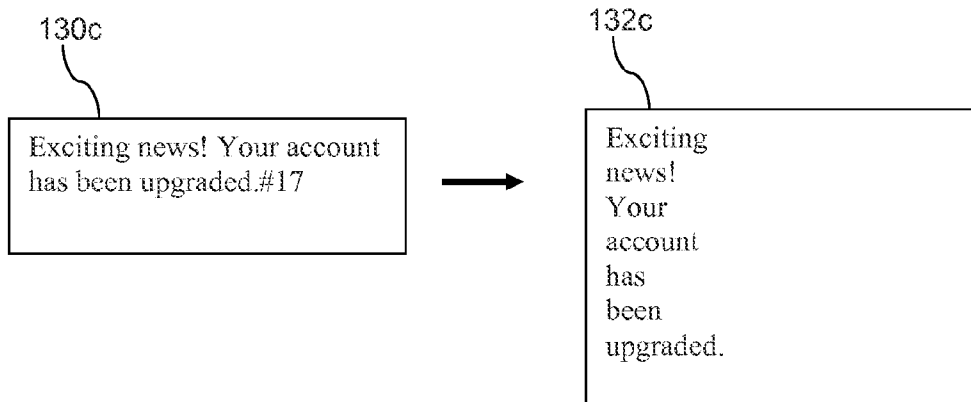 130c
Exciting news! Your account
has been upgraded.#17
132c
Exciting
news!
Your
account
has
been
upgraded.